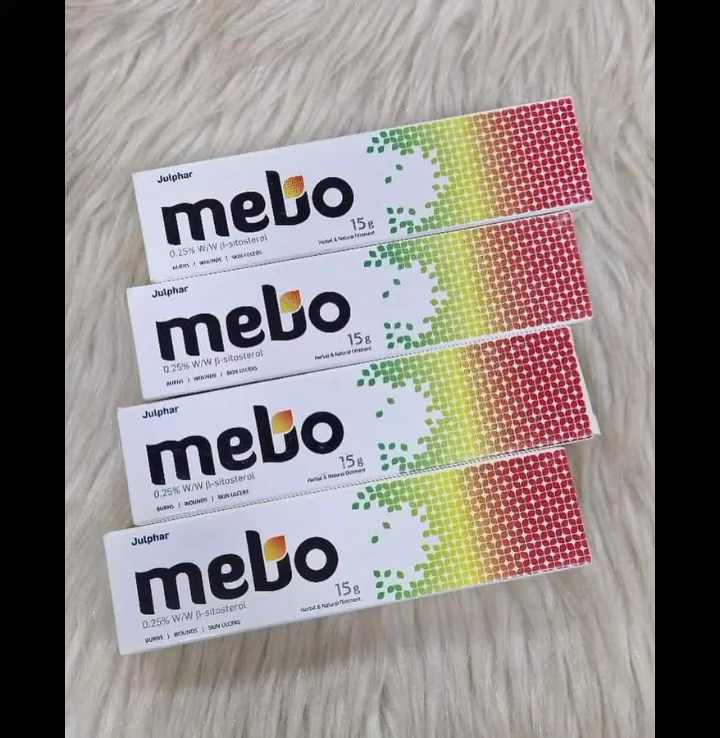 Julphar
mebo
15g
0.25% W/W β-sitosterol
Herbal & Natural Ointment
BURNS | WOUNDS | SKIN ULCERS
Julphar
mebo
15g
0.25% W/W β-sitosterol
Herbal & Natural Ointment
BURNS | WOUNDS | SKIN ULCERS
Julphar
mebo
15g
0.25% W/W β-sitosterol
Herbal & Natural Ointment
BURNS | WOUNDS | SKIN ULCERS
Julphar
mebo
15g
0.25% W/W β-sitosterol
Herbal & Natural Ointment
BURNS | WOUNDS | SKIN ULCERS